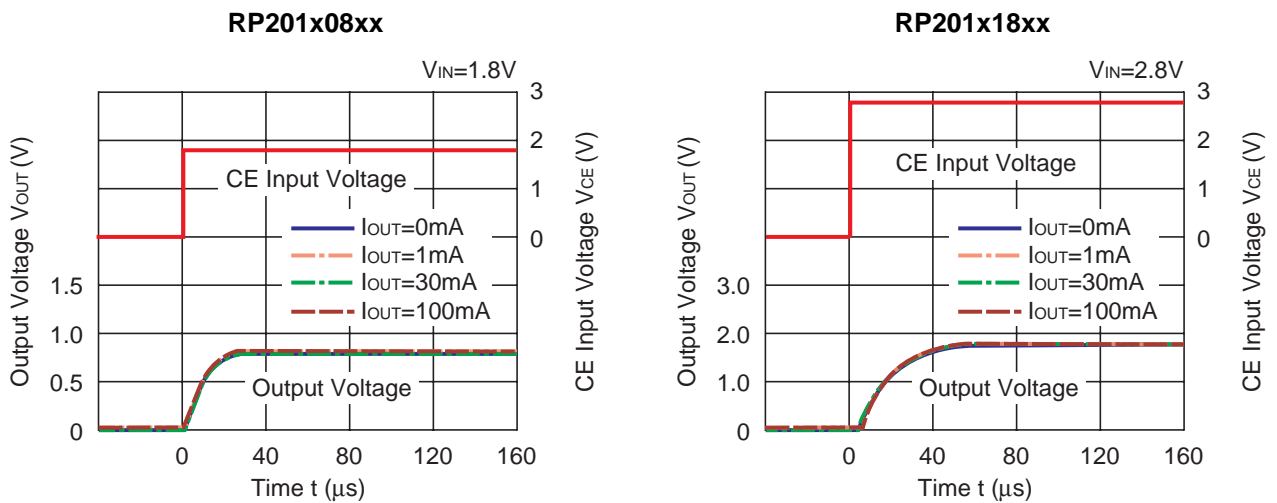 RP201x08xx
VIN=1.8V
3
2
1
0
CE Input Voltage
IOUT=0mA
IOUT=1mA
IOUT=30mA
IOUT=100mA
1.5
1.0
0.5
0
Output Voltage
Output Voltage VOUT (V)
CE Input Voltage VCE (V)
0 40 80 120 160
Time t (μs)
RP201x18xx
VIN=2.8V
3
2
1
0
CE Input Voltage
IOUT=0mA
IOUT=1mA
IOUT=30mA
IOUT=100mA
3.0
2.0
1.0
0
Output Voltage
Output Voltage VOUT (V)
CE Input Voltage VCE (V)
0 40 80 120 160
Time t (μs)